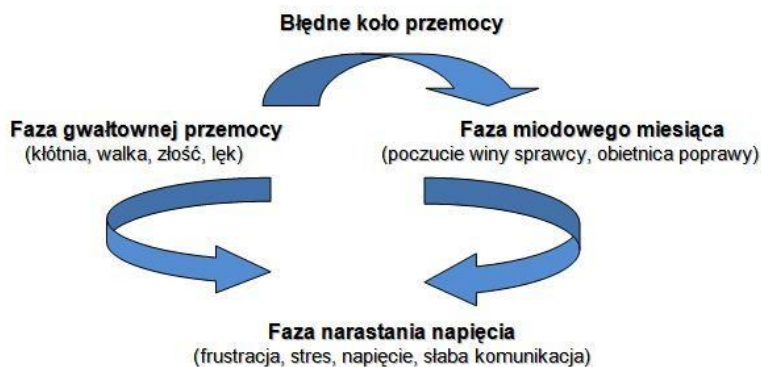 Błędne koło przemocy
Faza gwałtownej przemocy
(kłótnia, walka, złość, lęk)
Faza miodowego miesiąca
(poczucie winy sprawcy, obietnica poprawy)
Faza narastania napięcia
(frustracja, stres, napięcie, słaba komunikacja)